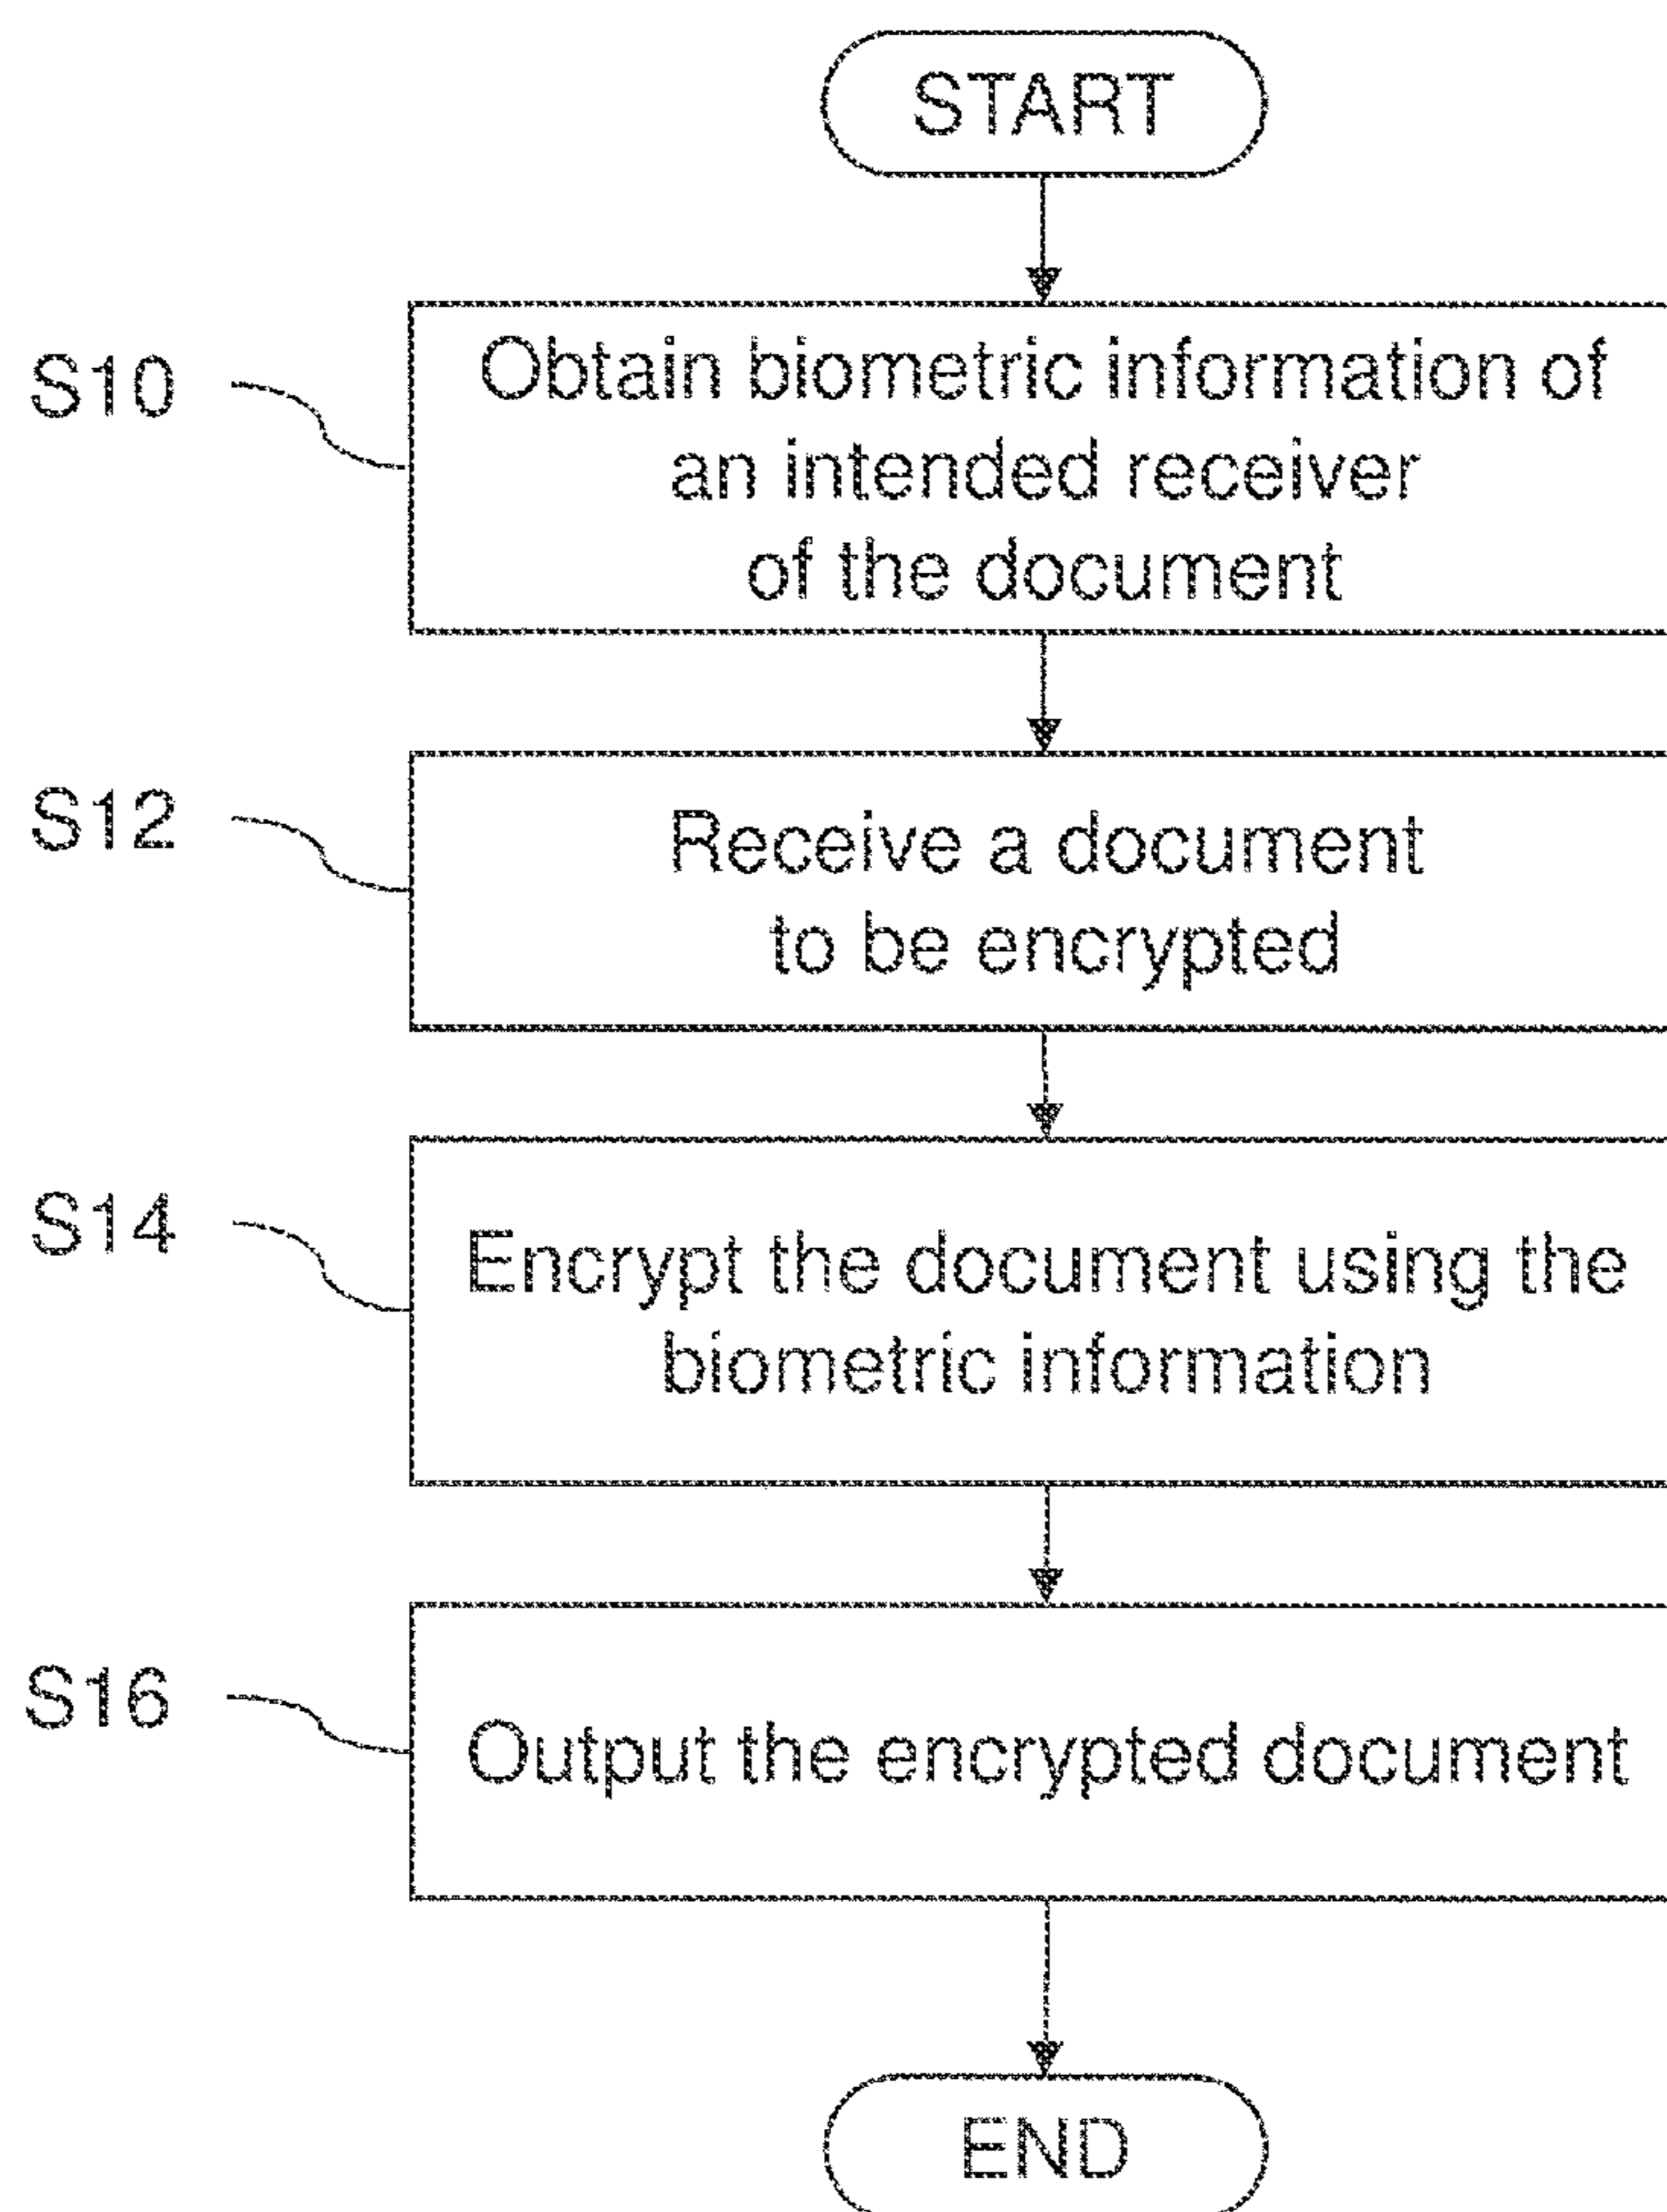 START
S10
Obtain biometric information of
an intended receiver
of the document
S12
Receive a document
to be encrypted
S14
Encrypt the document using the
biometric information
S16
Output the encrypted document
END